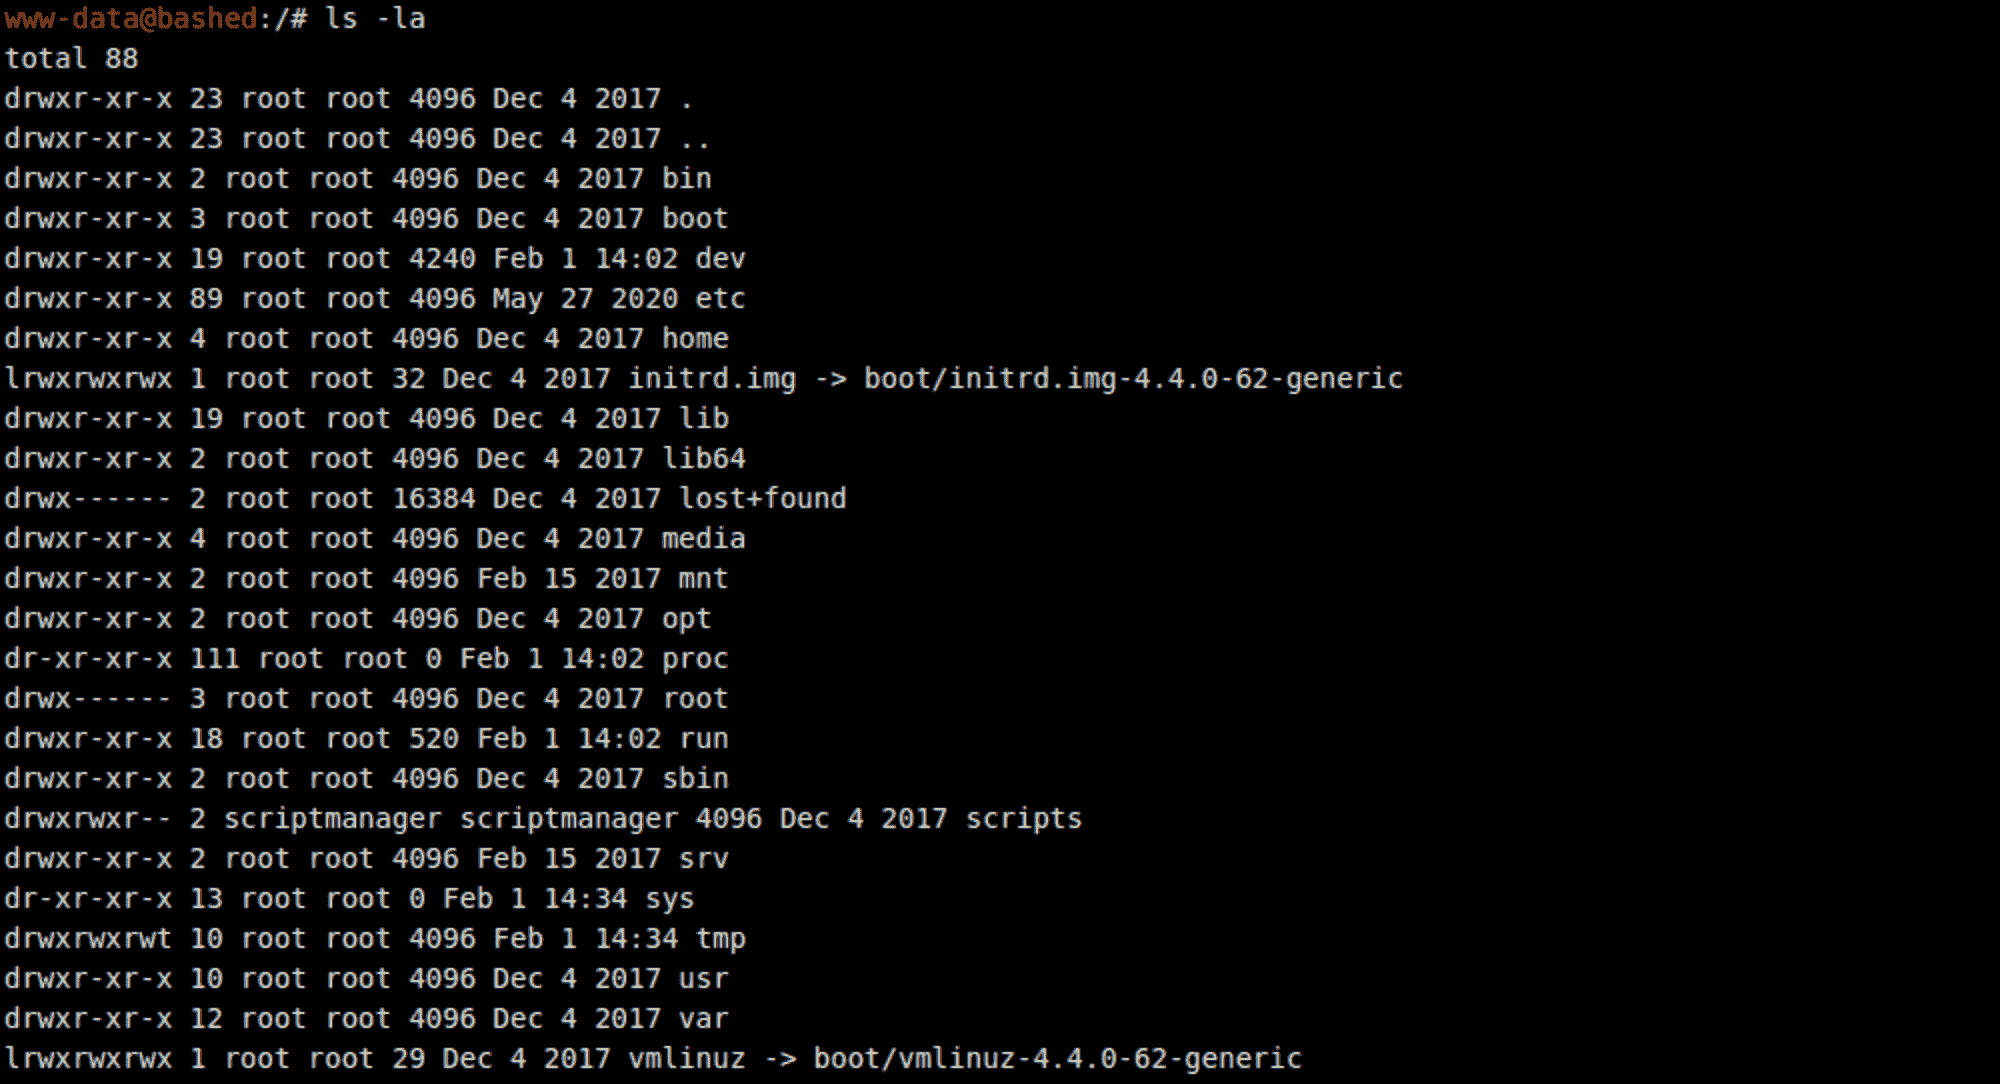 www-data@bashed:/# ls -la
total 88
drwxr-xr-x 23 root root 4096 Dec 4 2017 .
drwxr-xr-x 23 root root 4096 Dec 4 2017 ..
drwxr-xr-x 2 root root 4096 Dec 4 2017 bin
drwxr-xr-x 3 root root 4096 Dec 4 2017 boot
drwxr-xr-x 19 root root 4240 Feb 1 14:02 dev
drwxr-xr-x 89 root root 4096 May 27 2020 etc
drwxr-xr-x 4 root root 4096 Dec 4 2017 home
lrwxrwxrwx 1 root root 32 Dec 4 2017 initrd.img -> boot/initrd.img-4.4.0-62-generic
drwxr-xr-x 19 root root 4096 Dec 4 2017 lib
drwxr-xr-x 2 root root 4096 Dec 4 2017 lib64
drwx------ 2 root root 16384 Dec 4 2017 lost+found
drwxr-xr-x 4 root root 4096 Dec 4 2017 media
drwxr-xr-x 2 root root 4096 Feb 15 2017 mnt
drwxr-xr-x 2 root root 4096 Dec 4 2017 opt
dr-xr-xr-x 111 root root 0 Feb 1 14:02 proc
drwx------ 3 root root 4096 Dec 4 2017 root
drwxr-xr-x 18 root root 520 Feb 1 14:02 run
drwxr-xr-x 2 root root 4096 Dec 4 2017 sbin
drwxrwxr-- 2 scriptmanager scriptmanager 4096 Dec 4 2017 scripts
drwxr-xr-x 2 root root 4096 Feb 15 2017 srv
dr-xr-xr-x 13 root root 0 Feb 1 14:34 sys
drwxrwxrwt 10 root root 4096 Feb 1 14:34 tmp
drwxr-xr-x 10 root root 4096 Dec 4 2017 usr
drwxr-xr-x 12 root root 4096 Dec 4 2017 var
lrwxrwxrwx 1 root root 29 Dec 4 2017 vmlinuz -> boot/vmlinuz-4.4.0-62-generic